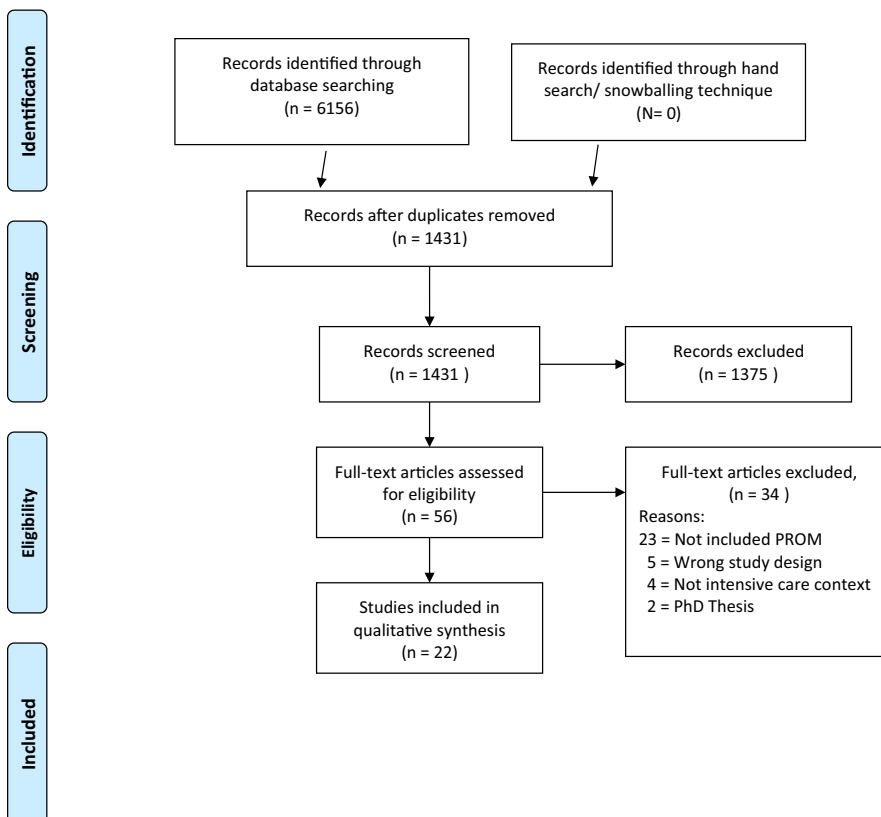 Identification
Records identified through
database searching
(n = 6156)
Records identified through hand
search/ snowballing technique
(N= 0)
Records after duplicates removed
(n = 1431)
Screening
Records screened
(n = 1431 )
Records excluded
(n = 1375 )
Eligibility
Full-text articles assessed
for eligibility
(n = 56)
Full-text articles excluded,
(n = 34 )
Reasons:
23 = Not included PROM
5 = Wrong study design
4 = Not intensive care context
2 = PhD Thesis
Studies included in
qualitative synthesis
(n = 22)
Included